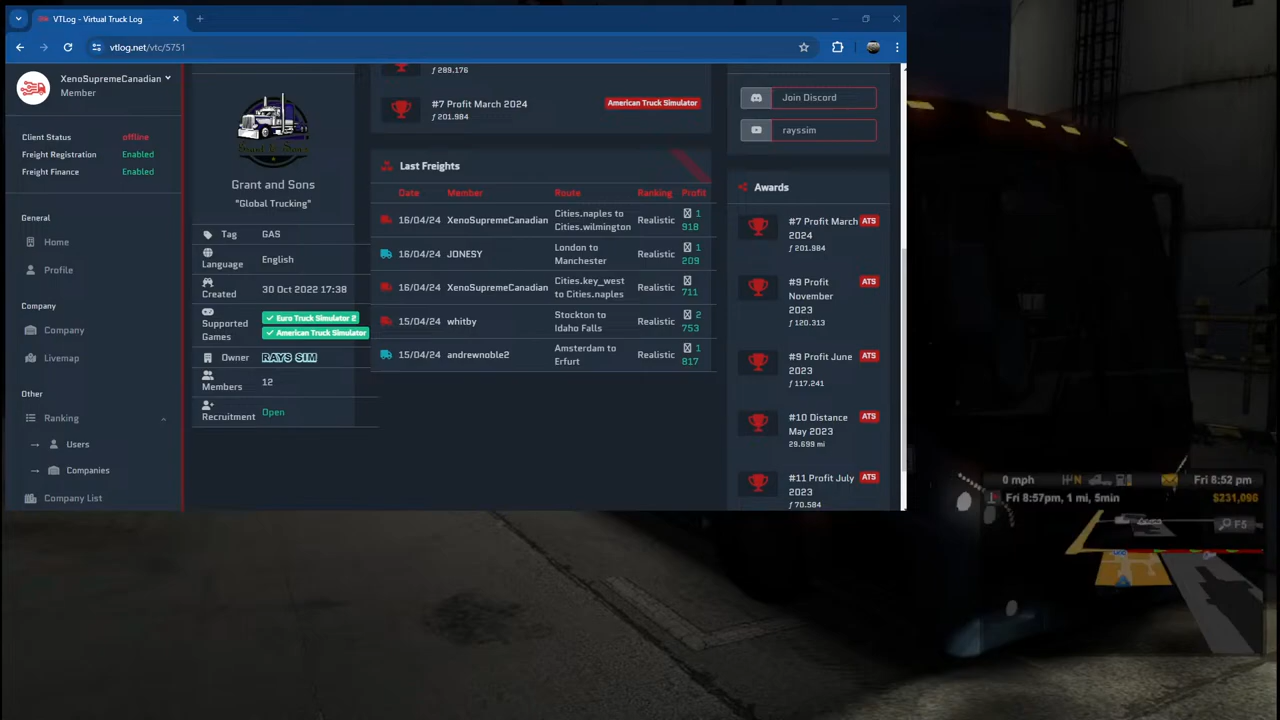 VTLog - Virtual Truck Log
vtlog.net/vtc/5751
XenoSupremeCanadian
Member
Client Status offline
Freight Registration Enabled
Freight Finance Enabled
General
Home
Profile
Company
Company
Livemap
Other
Ranking
Users
Companies
Company List
Grant and Sons
"Global Trucking"
Tag GAS
Language English
Created 30 Oct 2022 17:38
Supported Games
Euro Truck Simulator 2
American Truck Simulator
Owner RAYS SIM
Members 12
Recruitment Open
ƒ 289.176
#7 Profit March 2024 American Truck Simulator
ƒ 201.984
Last Freights
Date Member Route Ranking Profit
16/04/24 XenoSupremeCanadian Cities.naples to Cities.wilmington Realistic 1 918
16/04/24 JONESY London to Manchester Realistic 1 209
16/04/24 XenoSupremeCanadian Cities.key_west to Cities.naples Realistic 711
15/04/24 whitby Stockton to Idaho Falls Realistic 2 753
15/04/24 andrewnoble2 Amsterdam to Erfurt Realistic 1 817
Join Discord
rayssim
Awards
#7 Profit March 2024 ATS
ƒ 201.984
#9 Profit November 2023 ATS
ƒ 120.313
#9 Profit June 2023 ATS
ƒ 117.241
#10 Distance May 2023 ATS
29.699 mi
#11 Profit July 2023 ATS
ƒ 70.584
0 mph N Fri 8:52 pm
Fri 8:57pm, 1 mi, 5min $231,096
F5